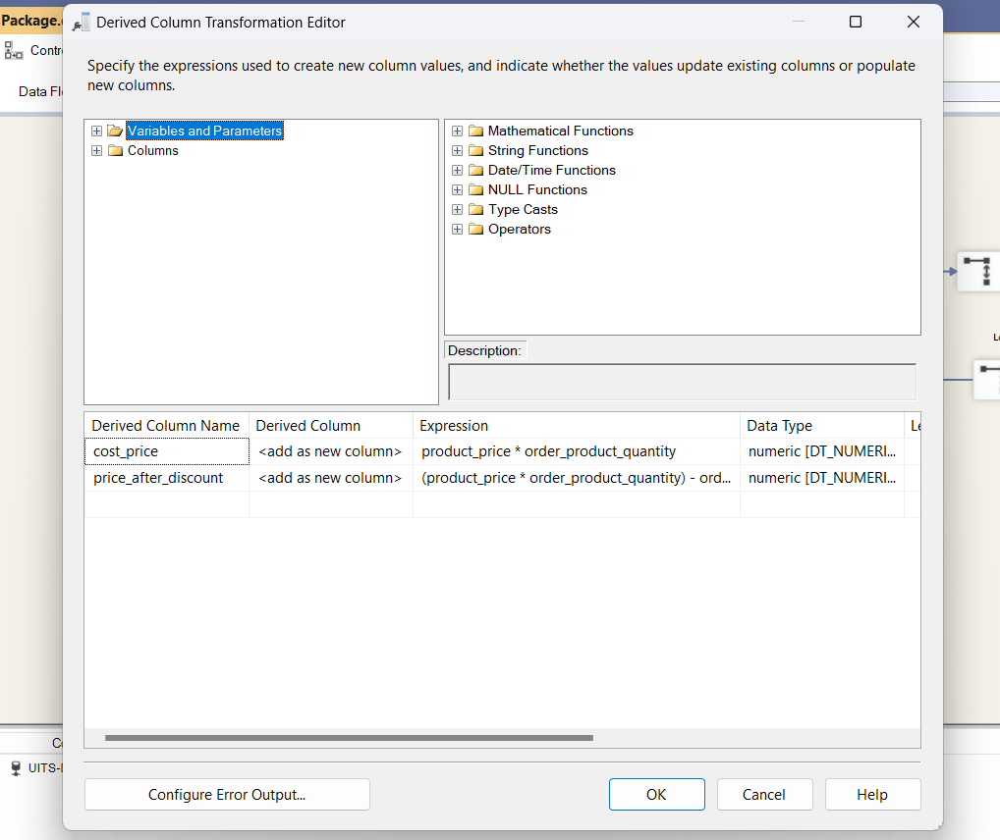 Package.
Derived Column Transformation Editor
Contr
Data Fl
Specify the expressions used to create new column values, and indicate whether the values update existing columns or populate
new columns.
Variables and Parameters
Columns
Mathematical Functions
String Functions
Date/Time Functions
NULL Functions
Type Casts
Operators
Description:
Derived Column Name Derived Column Expression Data Type Le
cost_price <add as new column> product_price * order_product_quantity numeric [DT_NUMERI...
price_after_discount <add as new column> (product_price * order_product_quantity) - ord... numeric [DT_NUMERI...
UITS-
Configure Error Output... OK Cancel Help